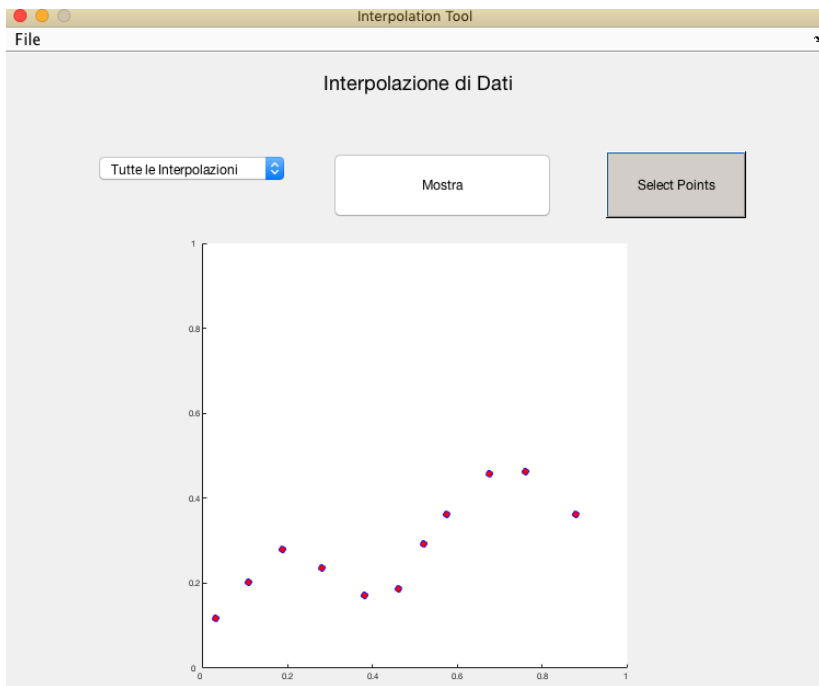 Interpolation Tool
File
Interpolazione di Dati
Tutte le Interpolazioni
Mostra
Select Points
1
0.8
0.6
0.4
0.2
0
0 0.2 0.4 0.6 0.8 1